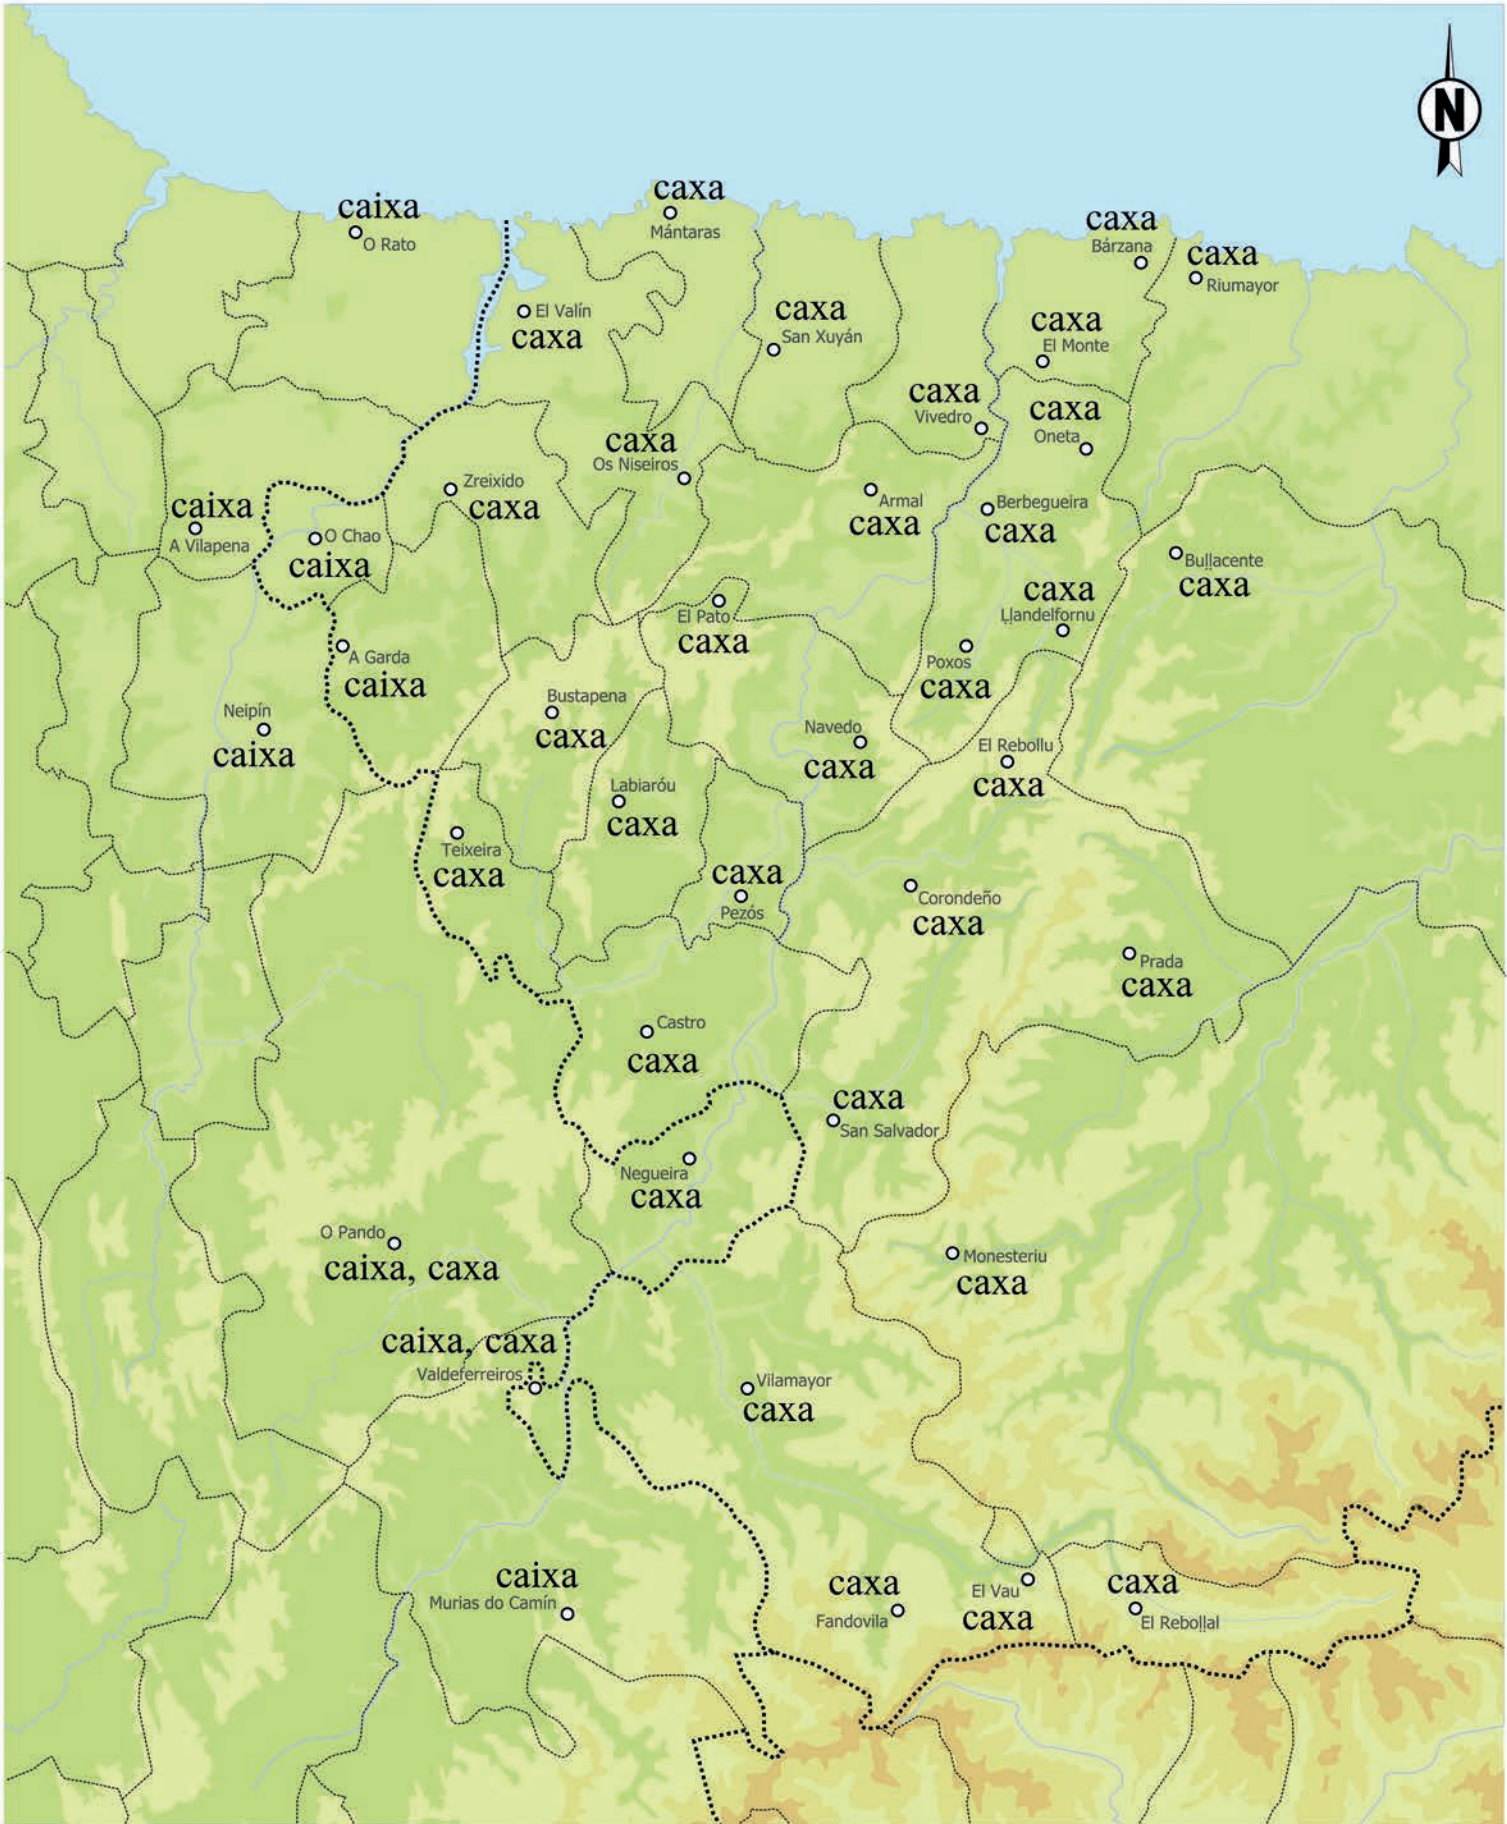 N
caixa
O Rato
caxa
Mántaras
caxa
Bárzana
caxa
Riumayor
El Valín
caxa
caxa
San Xuyán
caxa
El Monte
caxa
Vivedro
caxa
Oneta
caxa
Os Niseiros
Zreixido
caxa
caixa
A Vilapena
O Chao
caixa
Armal
caxa
Berbegueira
caxa
Buḷḷacente
caxa
caxa
Ḷḷandelfornu
El Pato
caxa
A Garda
caixa
Poxos
caxa
Neipín
caixa
Bustapena
caxa
Navedo
caxa
El Rebollu
caxa
Labiaróu
caxa
Teixeira
caxa
caxa
Pezós
Corondeño
caxa
Prada
caxa
Castro
caxa
caxa
San Salvador
Negueira
caxa
O Pando
caixa, caxa
Monesteriu
caxa
caixa, caxa
Valdeferreiros
Vilamayor
caxa
caixa
Murias do Camín
caxa
Fandovila
El Vau
caxa
caxa
El Reboḷḷal